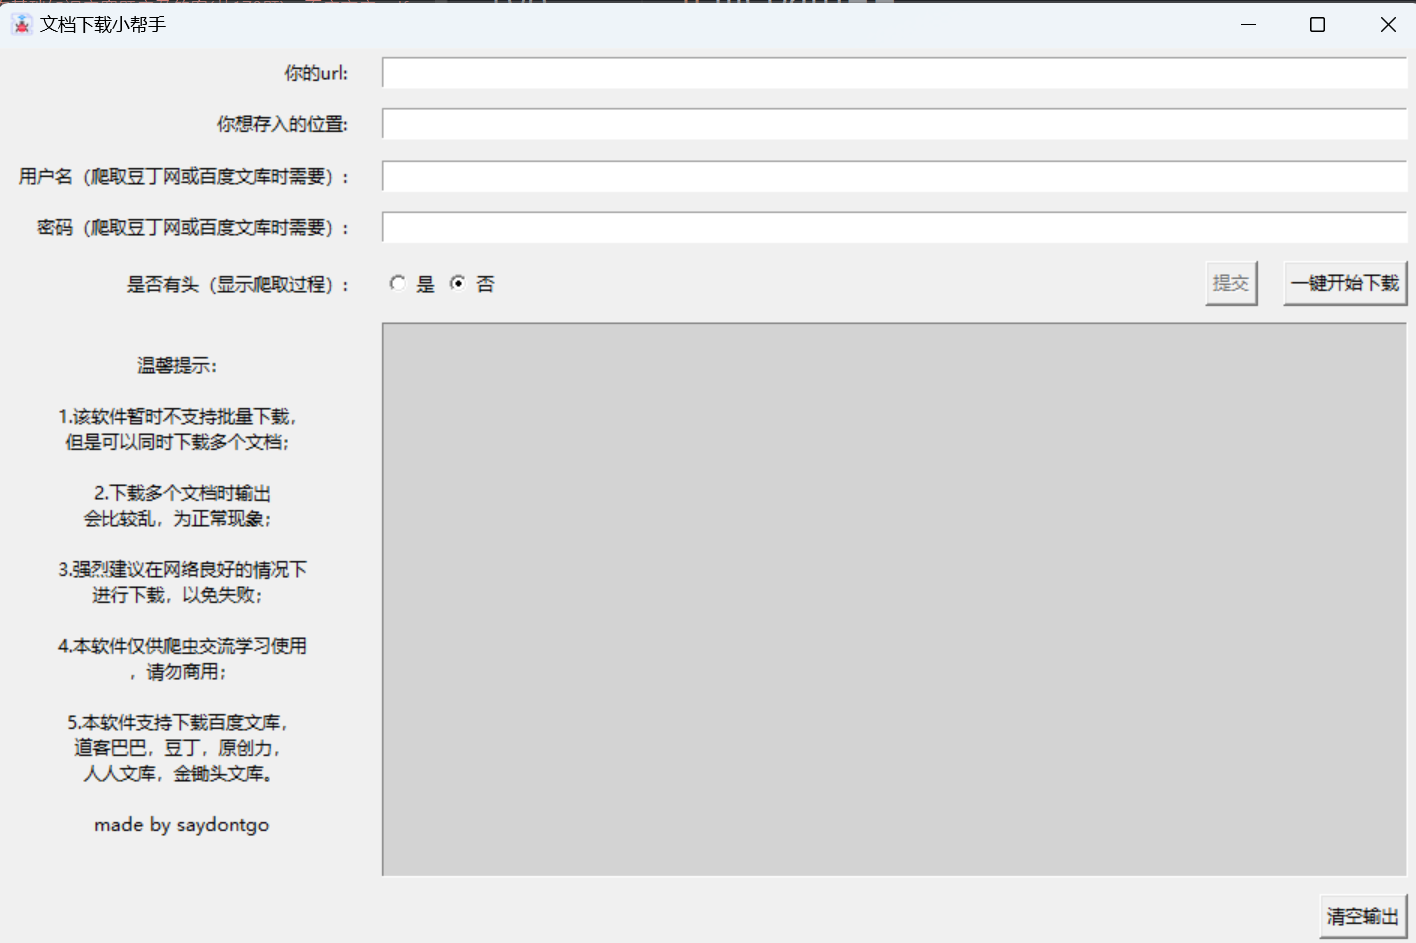 文档下载小帮手
你的url:
你想存入的位置:
用户名（爬取豆丁网或百度文库时需要）:
密码（爬取豆丁网或百度文库时需要）:
是否有头（显示爬取过程）:
是 否
提交 一键开始下载
温馨提示:
1.该软件暂时不支持批量下载，
但是可以同时下载多个文档；
2.下载多个文档时输出
会比较乱，为正常现象；
3.强烈建议在网络良好的情况下
进行下载，以免失败；
4.本软件仅供爬虫交流学习使用
，请勿商用；
5.本软件支持下载百度文库，
道客巴巴，豆丁，原创力，
人人文库，金锄头文库。
made by saydontgo
清空输出